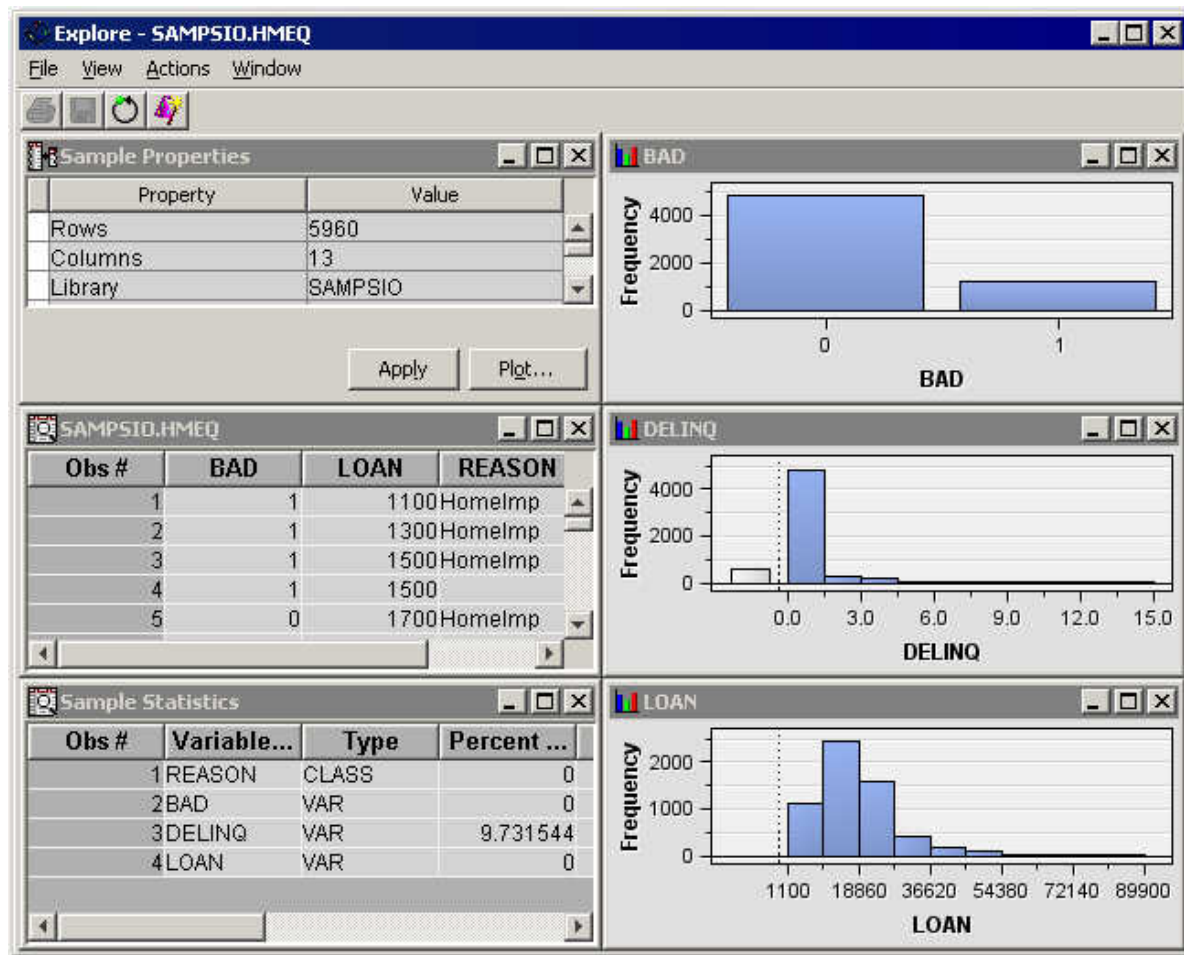 Explore - SAMPSIO.HMEQ
File View Actions Window
Sample Properties
Property Value
Rows 5960
Columns 13
Library SAMPSIO
Apply Plot...
BAD
Frequency
4000
2000
0
0 1
BAD
SAMPSIO.HMEQ
Obs # BAD LOAN REASON
1 1 1100 HomeImp
2 1 1300 HomeImp
3 1 1500 HomeImp
4 1 1500
5 0 1700 HomeImp
DELINQ
Frequency
4000
2000
0
0.0 3.0 6.0 9.0 12.0 15.0
DELINQ
Sample Statistics
Obs # Variable... Type Percent ...
1 REASON CLASS 0
2 BAD VAR 0
3 DELINQ VAR 9.731544
4 LOAN VAR 0
LOAN
Frequency
2000
1000
0
1100 18860 36620 54380 72140 89900
LOAN